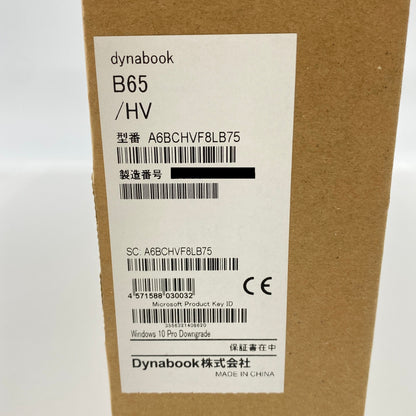 dynabook
B65
/HV
型番 A6BCHVF8LB75
製造番号
SC. A6BCHVF8LB75
4 571588 030032
Microsoft Product Key ID
Windows 10 Pro Downgrade
保証書在中
Dynabook株式会社
MADE IN CHINA